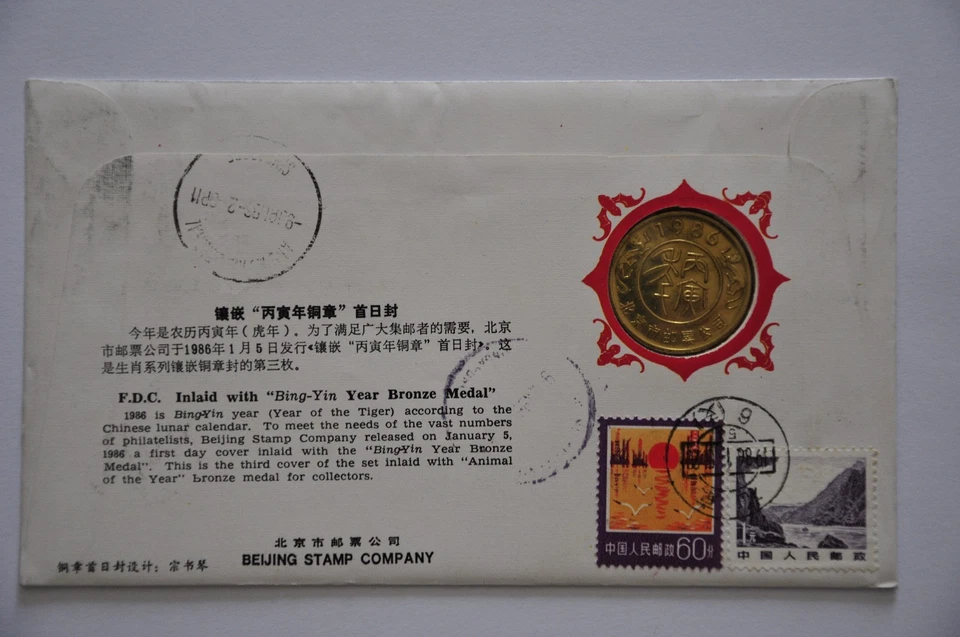 镶嵌“丙寅年铜章”首日封
今年是农历丙寅年（虎年）。为了满足广大集邮者的需要，北京
市邮票公司于1986年1月5日发行《镶嵌“丙寅年铜章”首日封》。这
是生肖系列镶嵌铜章封的第三枚。
F.D.C. Inlaid with “Bing-Yin Year Bronze Medal”
1986 is Bing-Yin year (Year of the Tiger) according to the
Chinese lunar calendar. To meet the needs of the vast numbers
of philatelists, Beijing Stamp Company released on January 5,
1986 a first day cover inlaid with the “Bing-Yin Year Bronze
Medal”. This is the third cover of the set inlaid with “Animal
of the Year” bronze medal for collectors.
北京市邮票公司
BEIJING STAMP COMPANY
铜章首日封设计：宗书琴
1986
中国人民邮政60分
1元
中国人民邮政